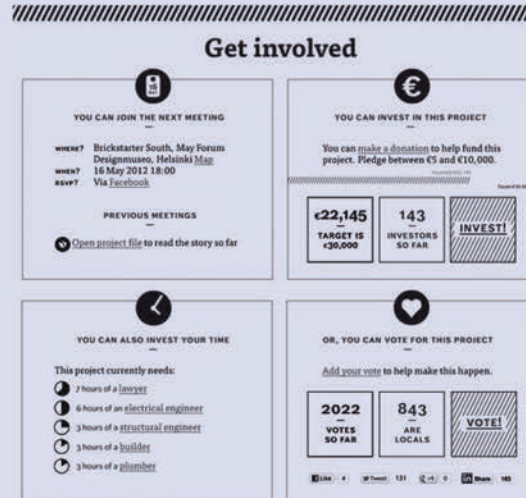 Get involved
16
YOU CAN JOIN THE NEXT MEETING
WHERE? Brickstarter South, May Forum
Designmuseo, Helsinki Map
WHEN? 16 May 2012 18:00
RSVP? Via Facebook
PREVIOUS MEETINGS
Open project file to read the story so far
€
YOU CAN INVEST IN THIS PROJECT
You can make a donation to help fund this
project. Pledge between €5 and €10,000.
€22,145
TARGET IS
€30,000
143
INVESTORS
SO FAR
INVEST!
YOU CAN ALSO INVEST YOUR TIME
This project currently needs:
7 hours of a lawyer
6 hours of an electrical engineer
3 hours of a structural engineer
3 hours of a builder
3 hours of a plumber
OR, YOU CAN VOTE FOR THIS PROJECT
Add your vote to help make this happen.
2022
VOTES
SO FAR
843
ARE
LOCALS
VOTE!
Like 4 Tweet 131 +1 0 in Share 163